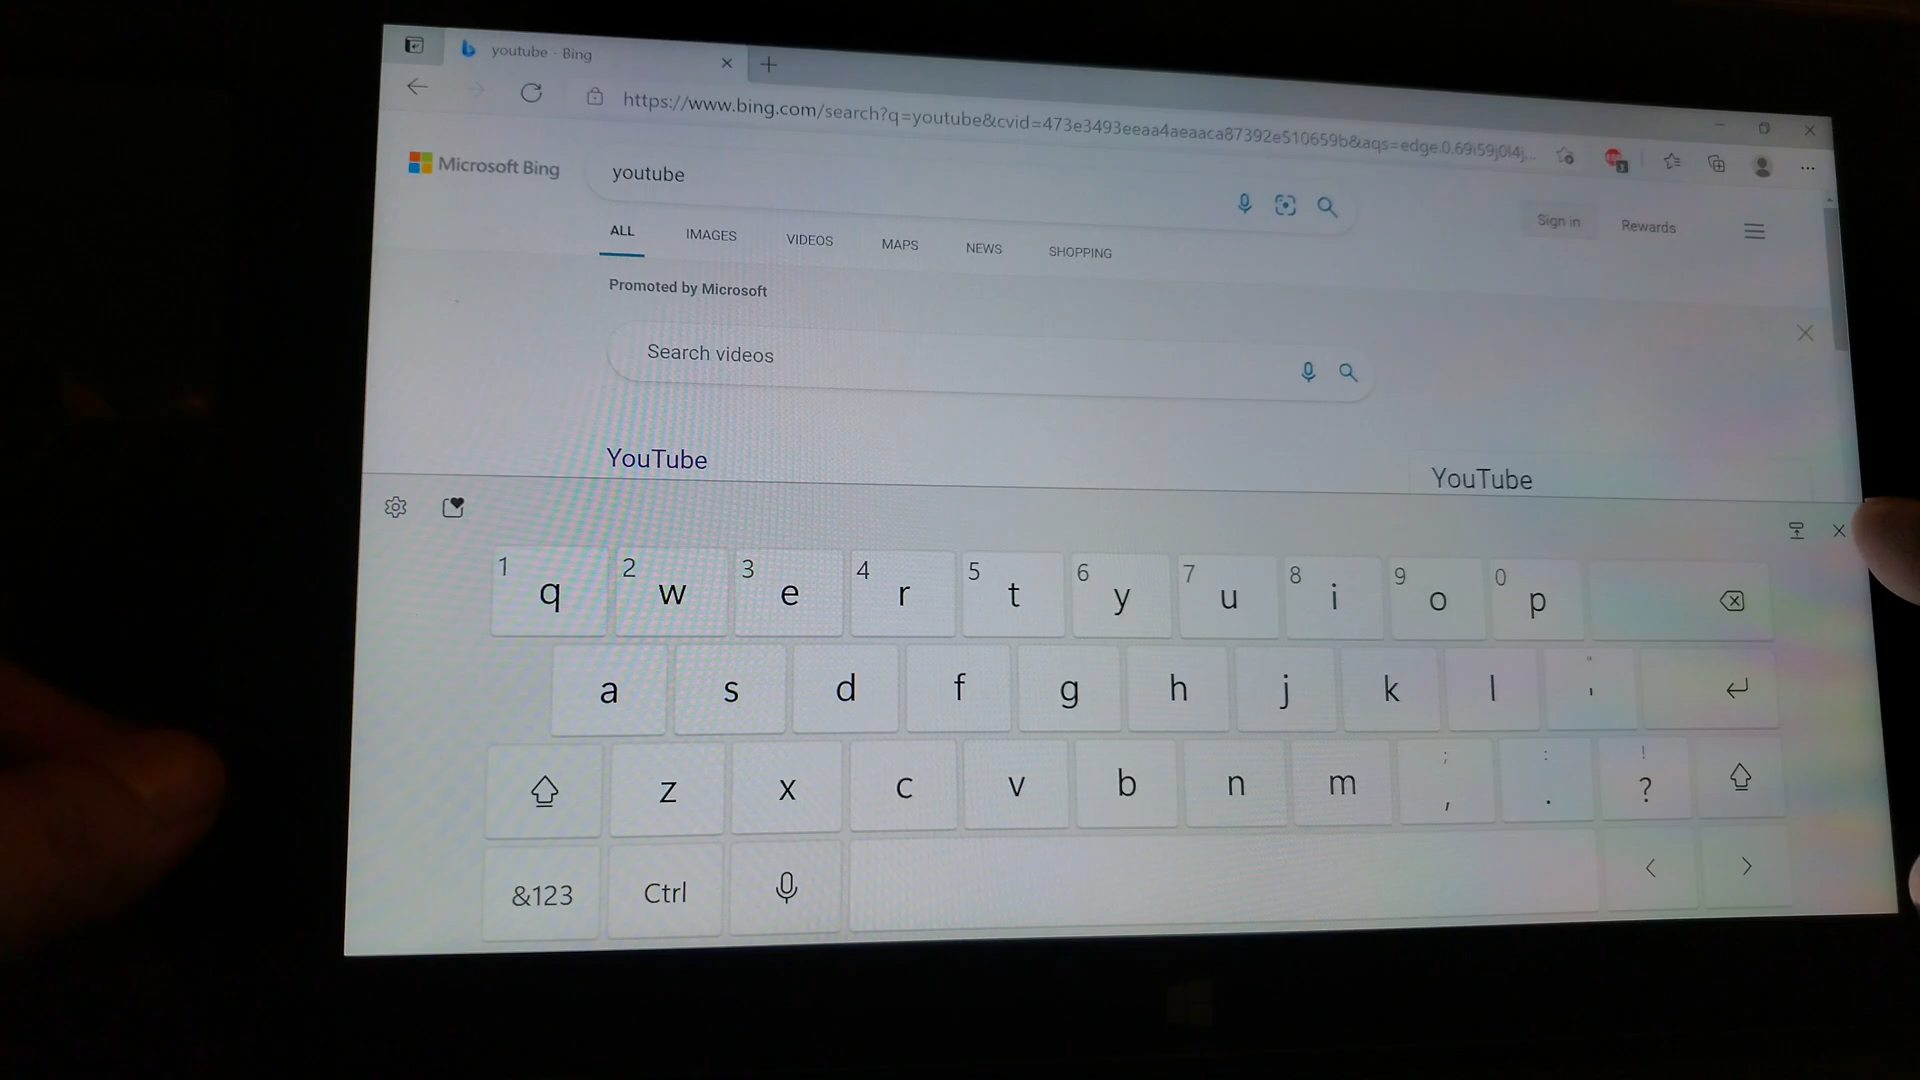 youtube - Bing
https://www.bing.com/search?q=youtube&cvid=473e3493eeaa4aeaaca87392e510659b&aqs=edge.0.69i59j0l4j...
Microsoft Bing
youtube
Sign in
Rewards
ALL IMAGES VIDEOS MAPS NEWS SHOPPING
Promoted by Microsoft
Search videos
YouTube
YouTube
1 q 2 w 3 e 4 r 5 t 6 y 7 u 8 i 9 o 0 p
a s d f g h j k l " '
z x c v b n m ; , : . ! ?
&123 Ctrl < >